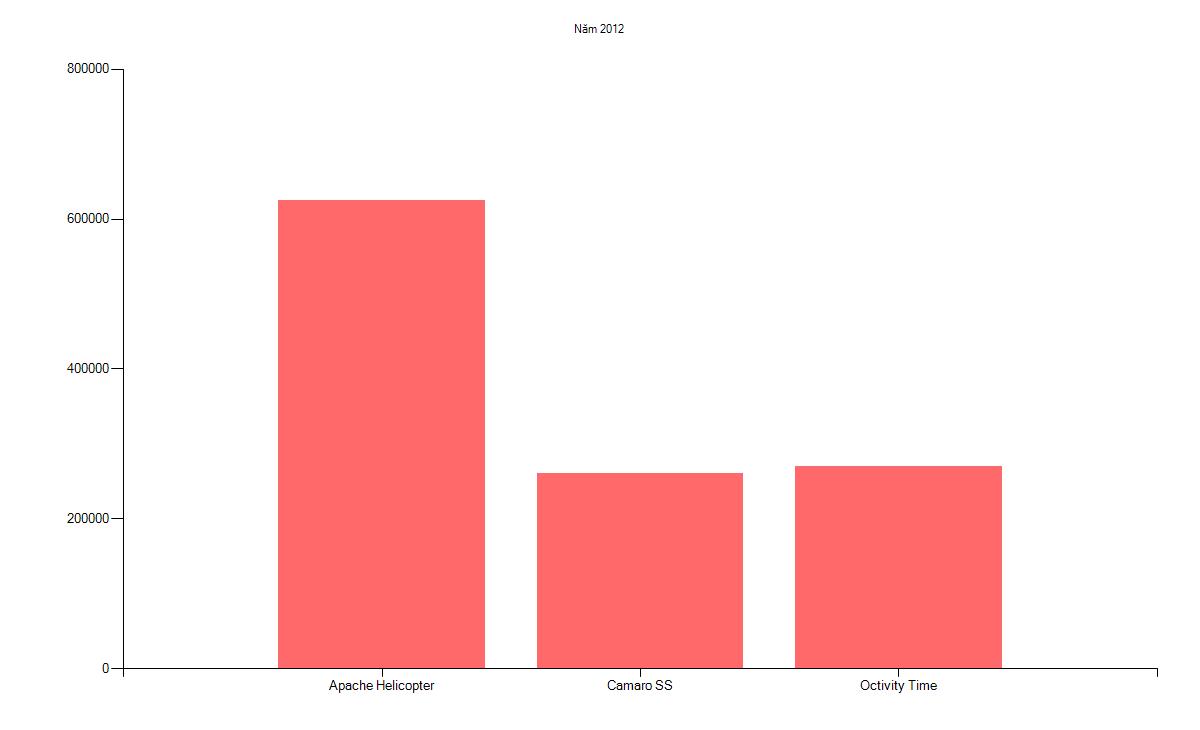 Năm 2012
800000
600000
400000
200000
0
Apache Helicopter
Camaro SS
Octivity Time